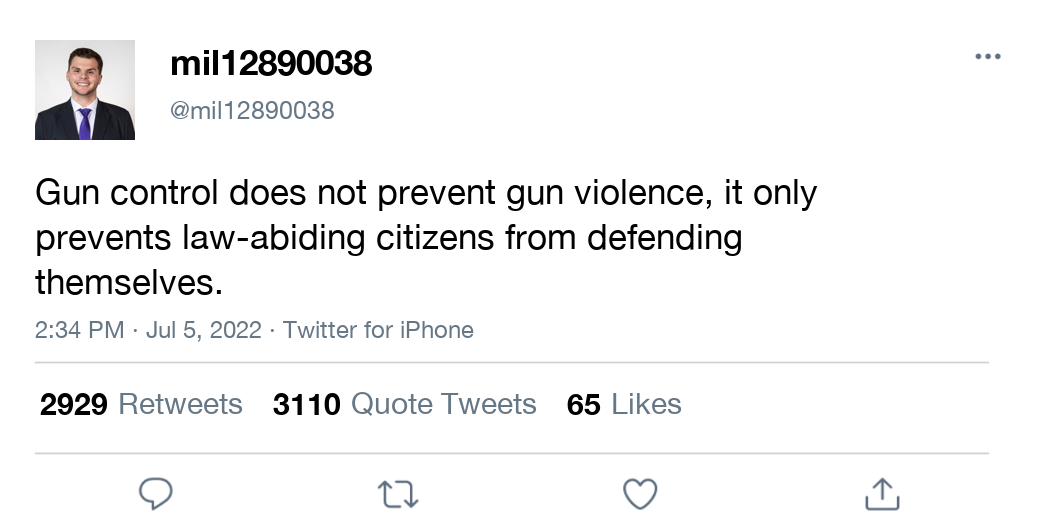 mil12890038
@mil12890038
Gun control does not prevent gun violence, it only
prevents law-abiding citizens from defending
themselves.
2:34 PM · Jul 5, 2022 · Twitter for iPhone
2929 Retweets 3110 Quote Tweets 65 Likes